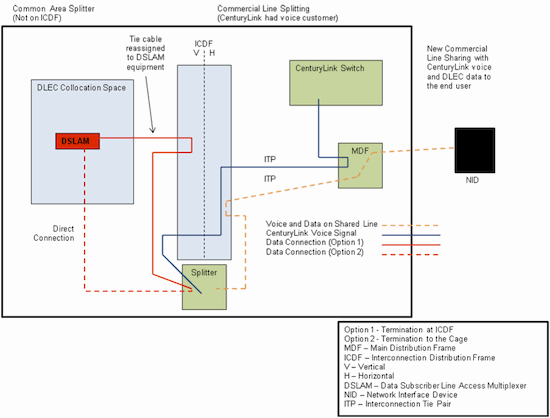 Common Area Splitter
(Not on ICDF)
Commercial Line Splitting
(CenturyLink had voice customer)
Tie cable
reassigned
to DSLAM
equipment
ICDF
V H
CenturyLink Switch
New Commercial
Line Sharing with
CenturyLink voice
and DLEC data to
the end user
DLEC Collocation Space
DSLAM
MDF
ITP
ITP
NID
Direct
Connection
Voice and Data on Shared Line
CenturyLink Voice Signal
Data Connection (Option 1)
Data Connection (Option 2)
Splitter
Option 1 - Termination at ICDF
Option 2 - Termination to the Cage
MDF – Main Distribution Frame
ICDF – Interconnection Distribution Frame
V – Vertical
H – Horizontal
DSLAM – Data Subscriber Line Access Multiplexer
NID – Network Interface Device
ITP – Interconnection Tie Pair